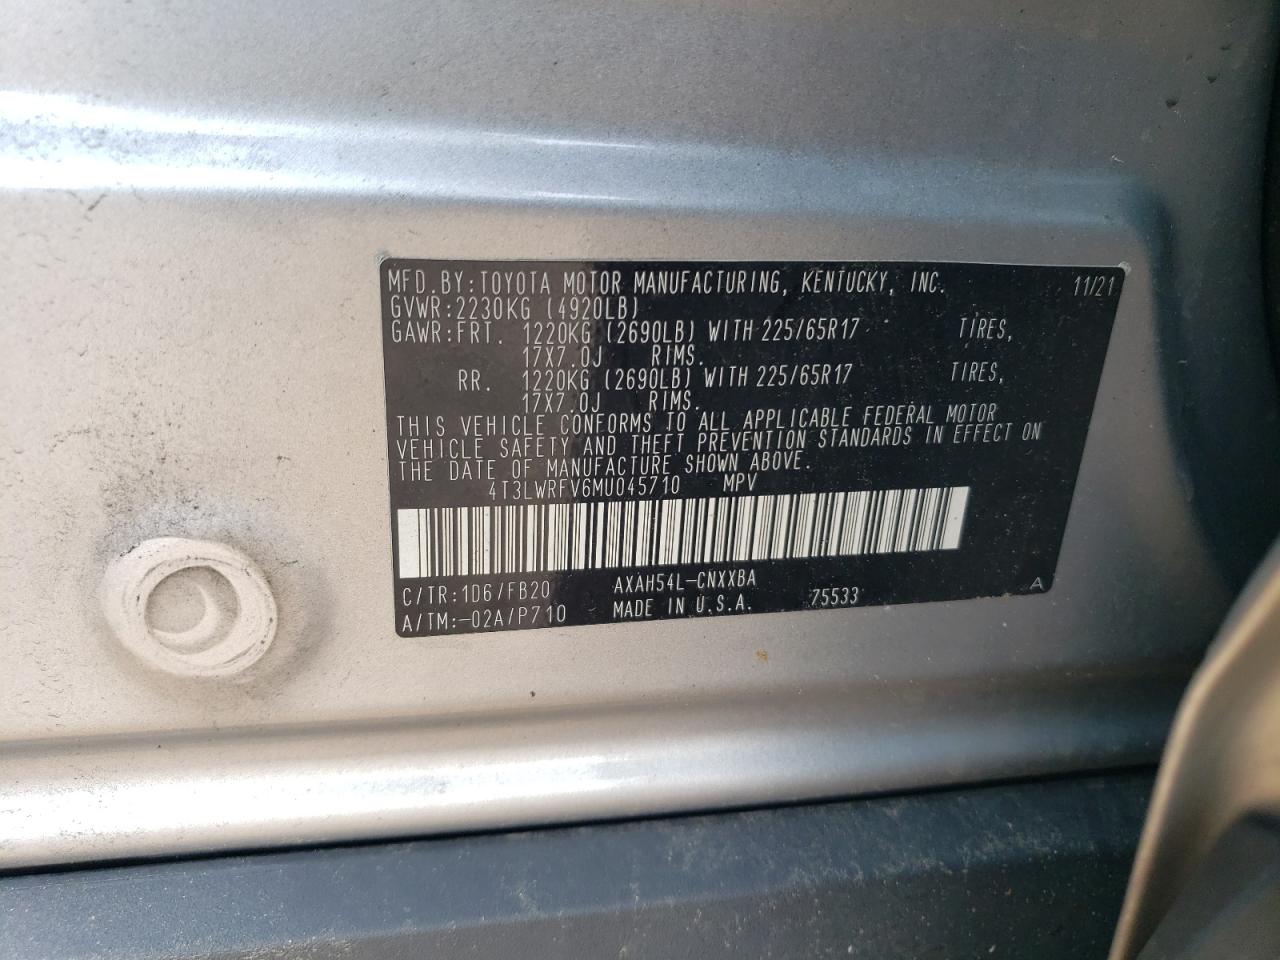 MFD.BY:TOYOTA MOTOR MANUFACTURING, KENTUCKY, INC. 11/21
GVWR:2230KG (4920LB)
GAWR:FRT. 1220KG (2690LB) WITH 225/65R17 TIRES,
17X7.0J RIMS.
RR. 1220KG (2690LB) WITH 225/65R17 TIRES,
17X7.0J RIMS.
THIS VEHICLE CONFORMS TO ALL APPLICABLE FEDERAL MOTOR
VEHICLE SAFETY AND THEFT PREVENTION STANDARDS IN EFFECT ON
THE DATE OF MANUFACTURE SHOWN ABOVE.
4T3LWRFV6MU045710 MPV
C/TR:1D6/FB20 AXAH54L-CNXXBA
A/TM:-02A/P710 MADE IN U.S.A. 75533 A